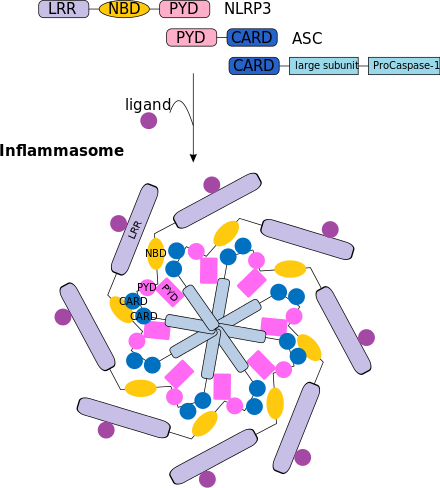 LRR NBD PYD NLRP3
PYD CARD ASC
CARD large subunit ProCaspase-1
ligand
Inflammasome
LRR
NBD
PYD PYD
CARD
CARD